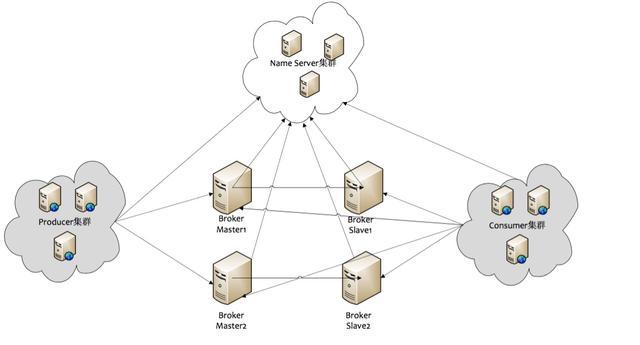 Name Server集群
Producer集群
Consumer集群
Broker
Master1
Broker
Slave1
Broker
Master2
Broker
Slave2